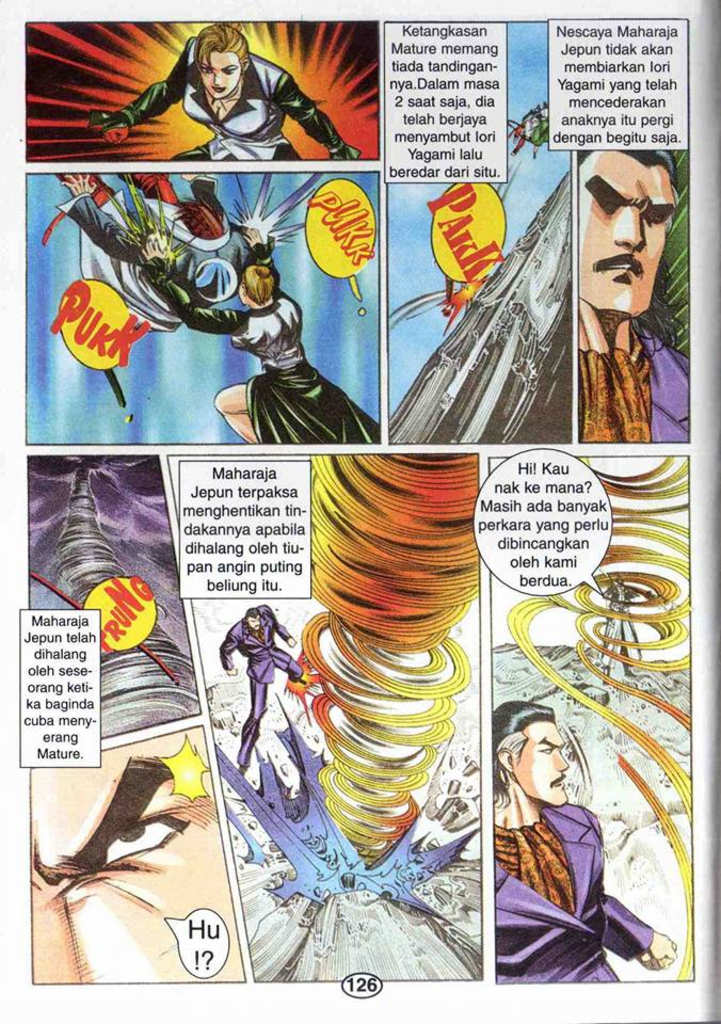 Ketangkasan
Mature memang
tiada tandingan-
nya.Dalam masa
2 saat saja, dia
telah berjaya
menyambut Iori
Yagami lalu
beredar dari situ.
Nescaya Maharaja
Jepun tidak akan
membiarkan Iori
Yagami yang telah
mencederakan
anaknya itu pergi
dengan begitu saja.
PUKK
PUKK
PAKK
Maharaja
Jepun telah
dihalang
oleh sese-
orang keti-
ka baginda
cuba meny-
erang
Mature.
TRUNG
Hu
!?
Maharaja
Jepun terpaksa
menghentikan tin-
dakannya apabila
dihalang oleh tiu-
pan angin puting
beliung itu.
Hi! Kau
nak ke mana?
Masih ada banyak
perkara yang perlu
dibincangkan
oleh kami
berdua.
126